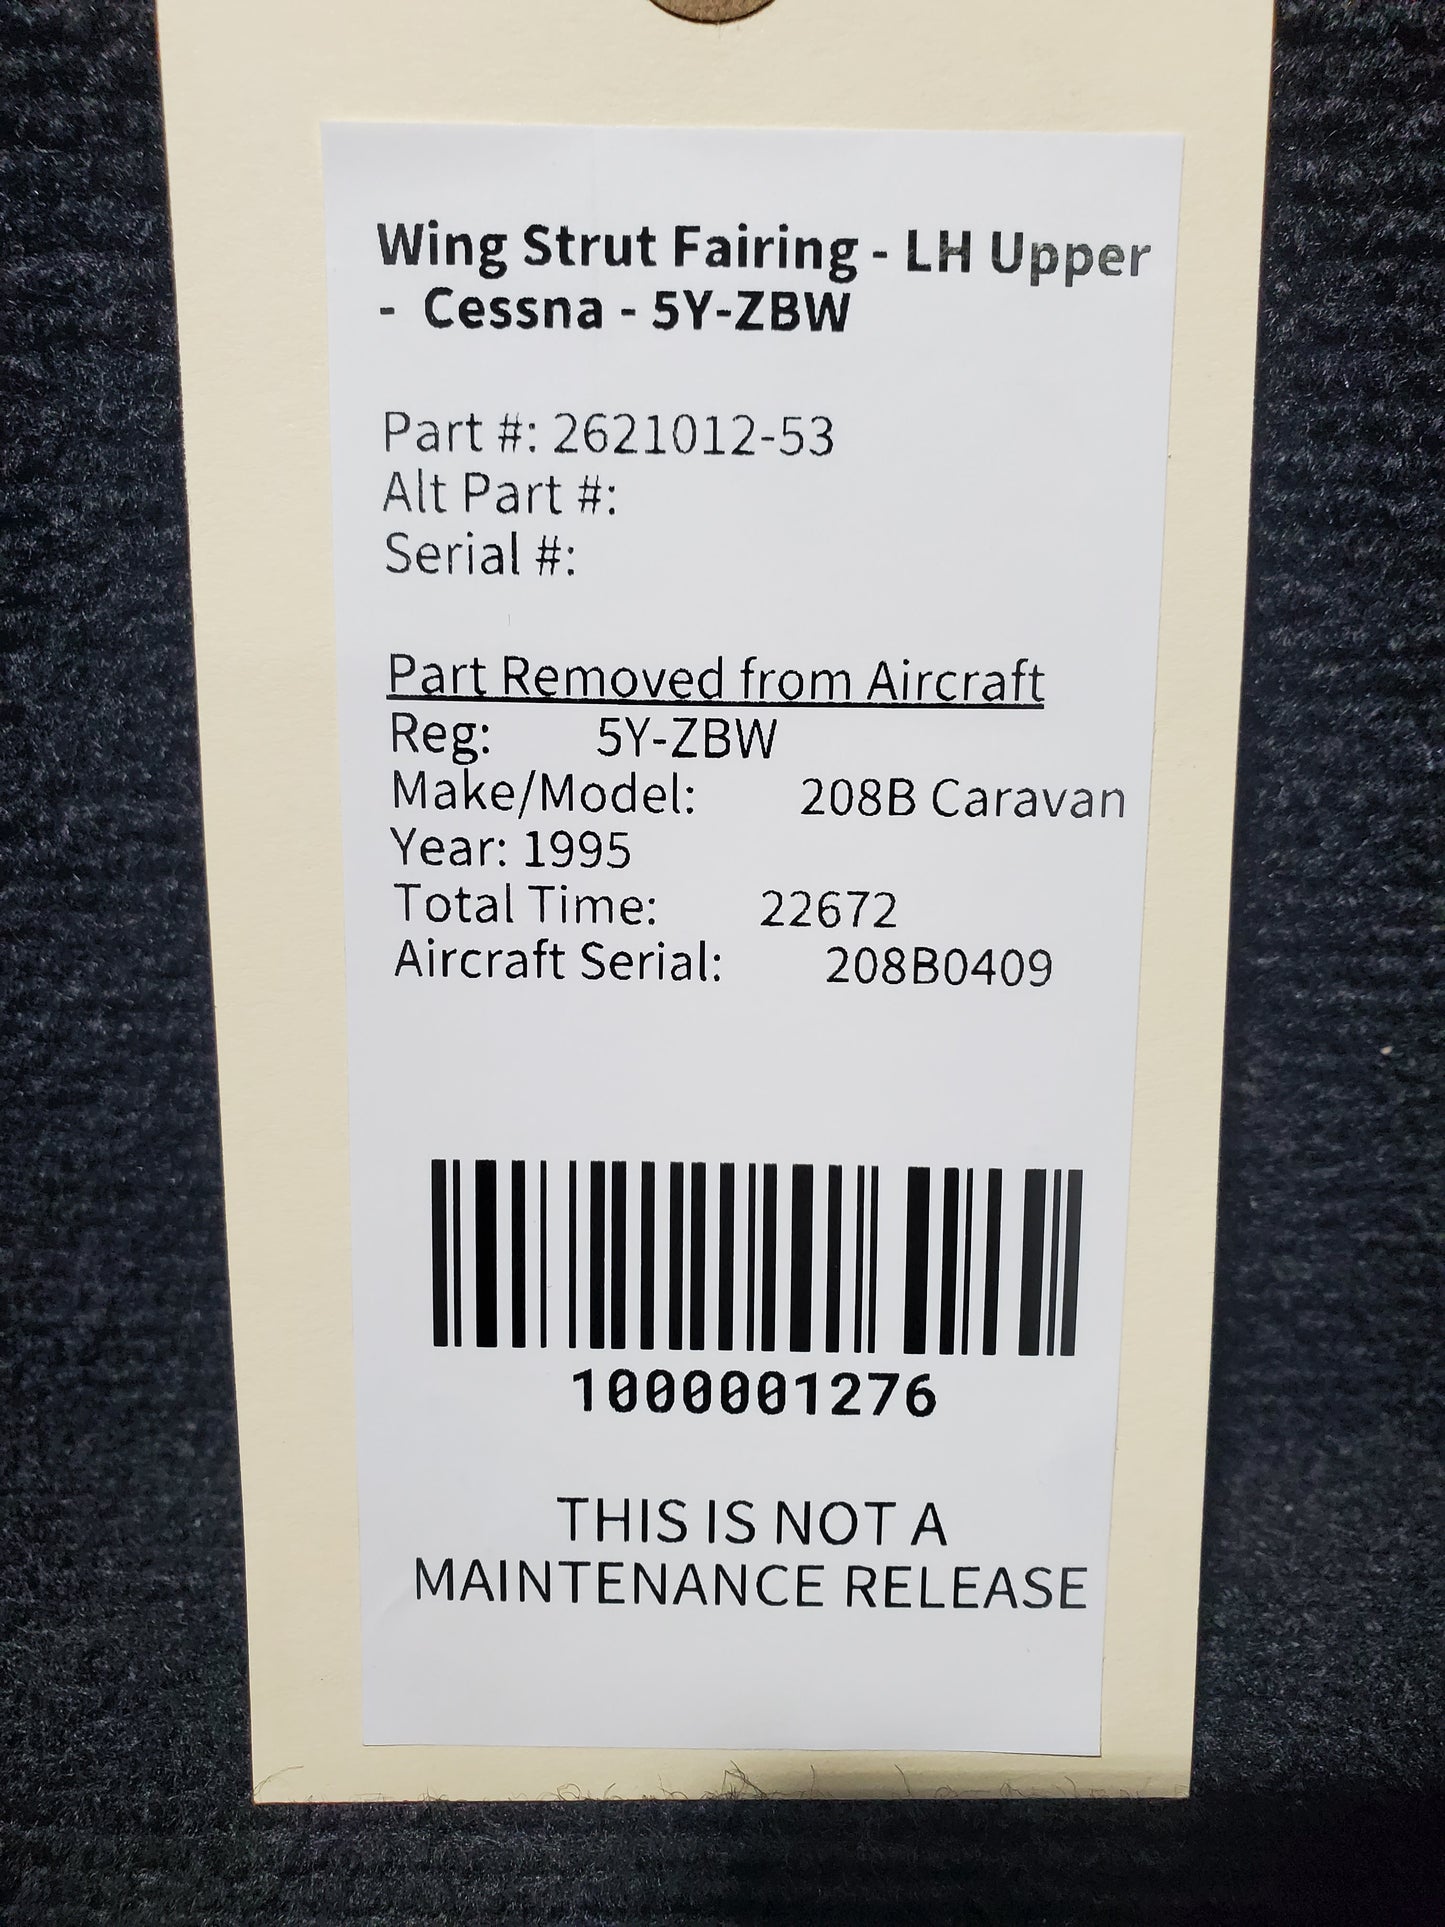 Wing Strut Fairing - LH Upper
- Cessna - 5Y-ZBW
Part #: 2621012-53
Alt Part #:
Serial #:
Part Removed from Aircraft
Reg: 5Y-ZBW
Make/Model: 208B Caravan
Year: 1995
Total Time: 22672
Aircraft Serial: 208B0409
1000001276
THIS IS NOT A
MAINTENANCE RELEASE